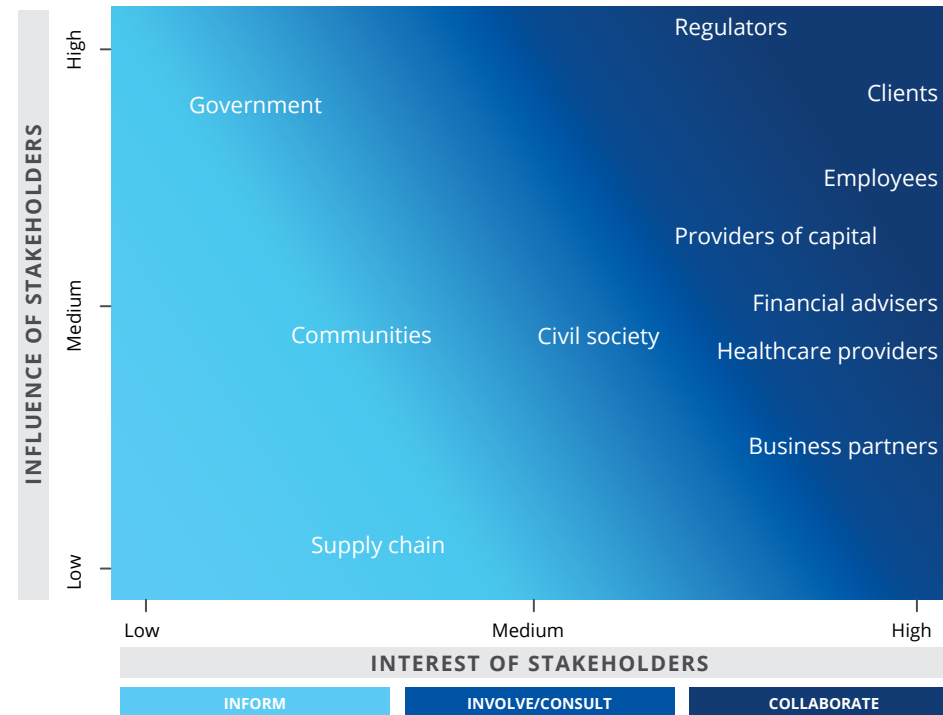 INFLUENCE OF STAKEHOLDERS
High
Medium
Low
Regulators
Clients
Government
Employees
Providers of capital
Financial advisers
Communities
Civil society
Healthcare providers
Business partners
Supply chain
Low
Medium
High
INTEREST OF STAKEHOLDERS
INFORM
INVOLVE/CONSULT
COLLABORATE